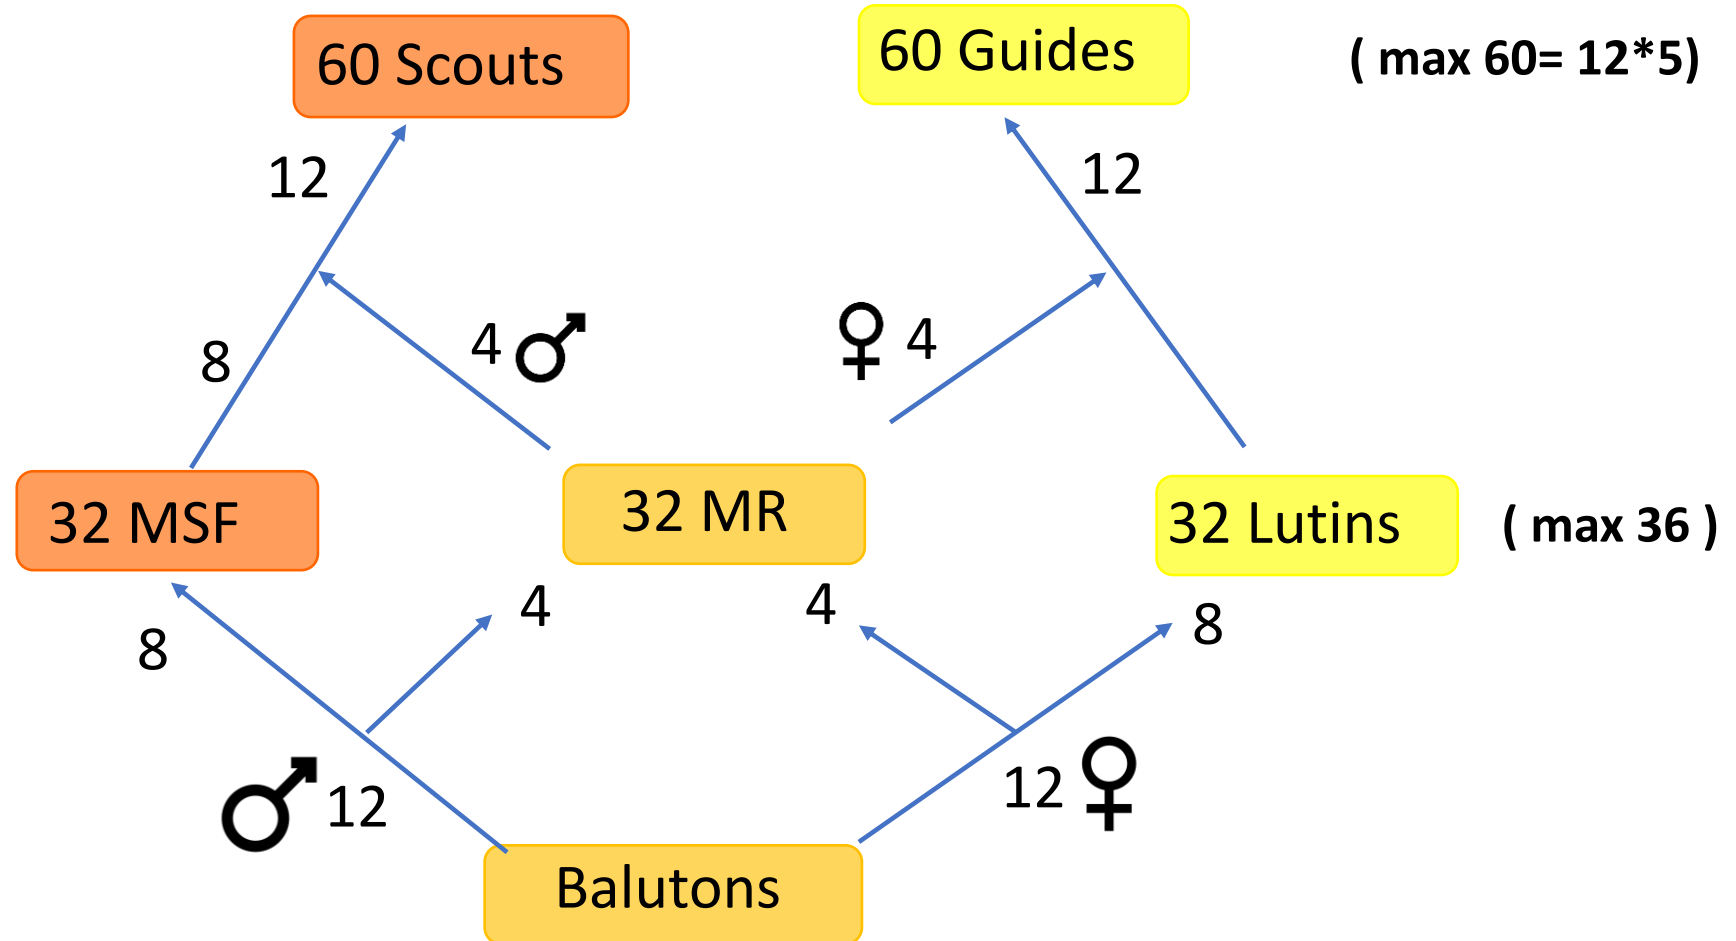 60 Scouts
60 Guides
( max 60= 12*5)
12
12
8
4
4
32 MSF
32 MR
32 Lutins
( max 36 )
8
4
4
8
12
12
Balutons